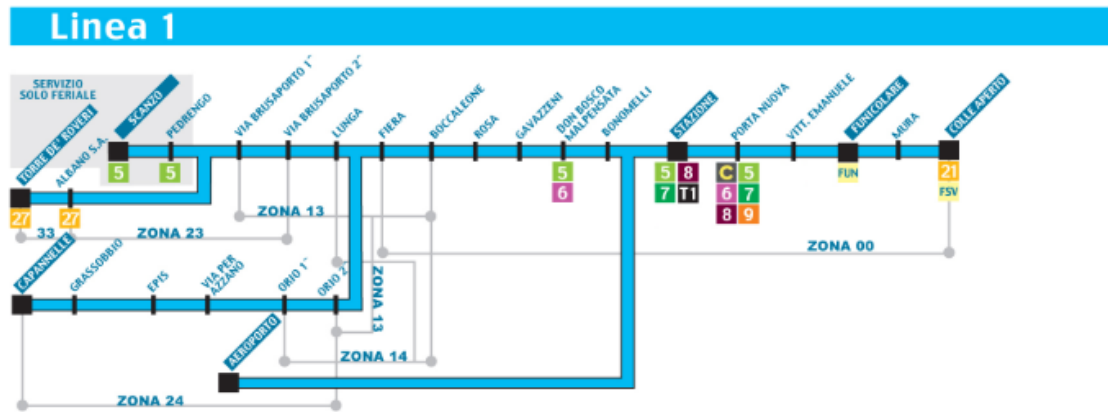 Linea 1
SERVIZIO
SOLO FERIALE
TORRE DE' ROVERI
ALBANO S.A.
SCANZO
PEDRENGO
VIA BRUSAPORTO 1^
VIA BRUSAPORTO 2^
LUNGA
FIERA
BOCCALEONE
ROSA
GAVAZZENI
DON BOSCO
MALPENSATA
BONOMELLI
STAZIONE
PORTA NUOVA
VITT. EMANUELE
FUNICOLARE
MURA
COLLE APERTO
5
5
5
6
5 8
7 T1
C 5
6 7
8 9
FUN
21
FSV
27
27
33
ZONA 23
ZONA 13
ZONA 00
CAPANNELLE
GRASSOBBIO
EPIS
VIA PER
AZZANO
ORIO 1^
ORIO 2^
ZONA 13
AEROPORTO
ZONA 14
ZONA 24